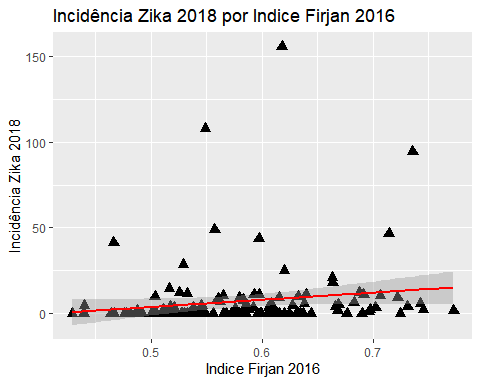 Incidência Zika 2018 por Indice Firjan 2016
Incidência Zika 2018
150
100
50
0
0.5 0.6 0.7
Indice Firjan 2016